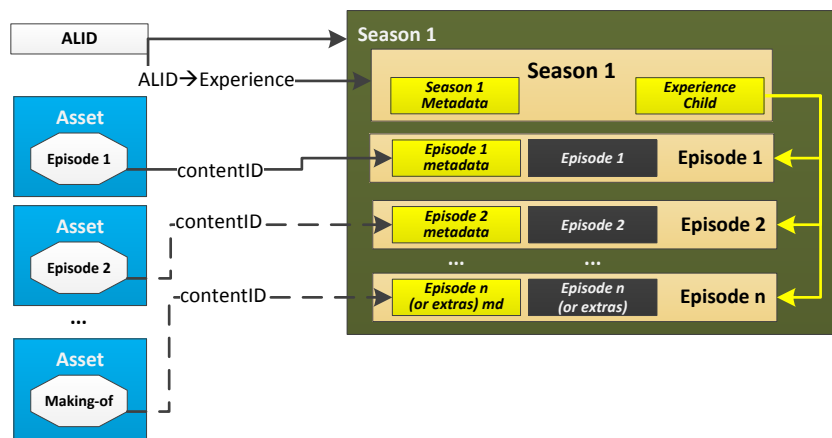 ALID
Season 1
ALID→Experience
Season 1
Season 1
Metadata
Experience
Child
Asset
Episode 1
contentID
Episode 1
metadata
Episode 1
Episode 1
Asset
Episode 2
contentID
Episode 2
metadata
Episode 2
Episode 2
...
...
...
contentID
Episode n
(or extras) md
Episode n
(or extras)
Episode n
Asset
Making-of